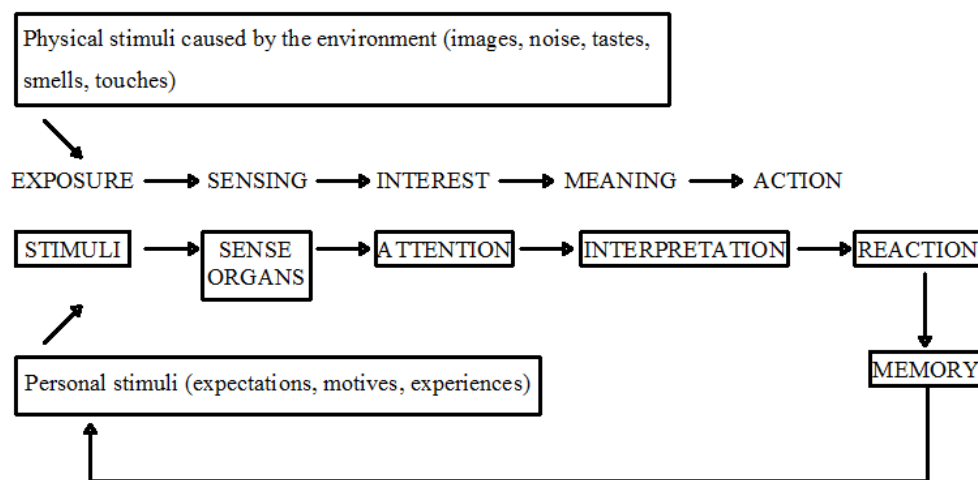 Physical stimuli caused by the environment (images, noise, tastes,
smells, touches)
EXPOSURE SENSING INTEREST MEANING ACTION
STIMULI SENSE ORGANS ATTENTION INTERPRETATION REACTION
Personal stimuli (expectations, motives, experiences)
MEMORY